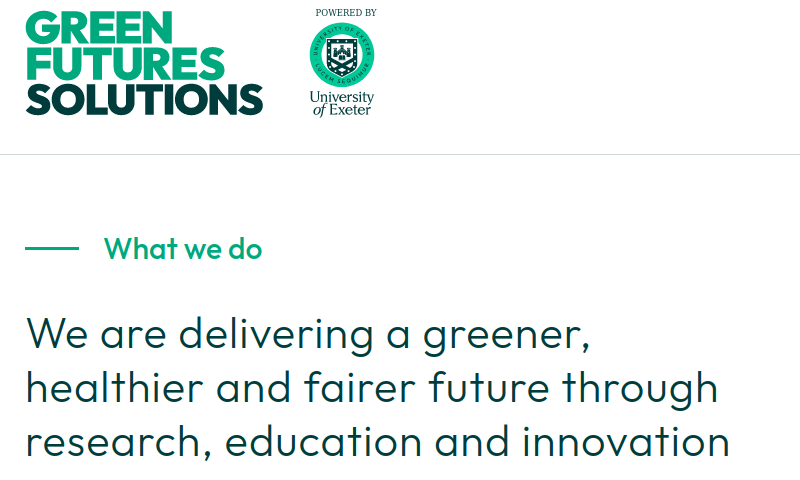 GREEN
FUTURES
SOLUTIONS
POWERED BY
UNIVERSITY OF EXETER
LUCEM SEQUIMUR
University
of Exeter
What we do
We are delivering a greener,
healthier and fairer future through
research, education and innovation